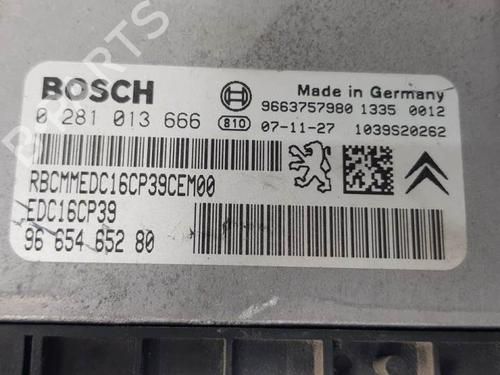 B-PARTS
BOSCH
Made in Germany
9663757980 1335 0012
0 281 013 666 810 07-11-27 1039S20262
RBCMMEDC16CP39CEM00
EDC16CP39
96 654 652 80